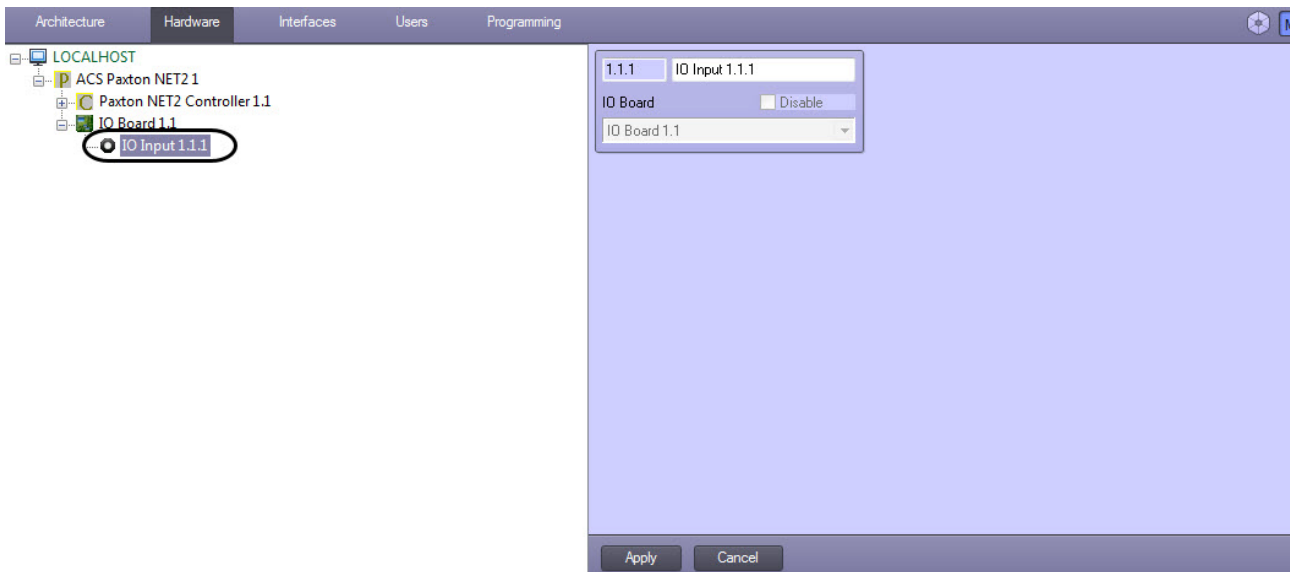 Architecture Hardware Interfaces Users Programming
LOCALHOST
ACS Paxton NET2 1
Paxton NET2 Controller 1.1
IO Board 1.1
IO Input 1.1.1
1.1.1 IO Input 1.1.1
IO Board Disable
IO Board 1.1
Apply Cancel